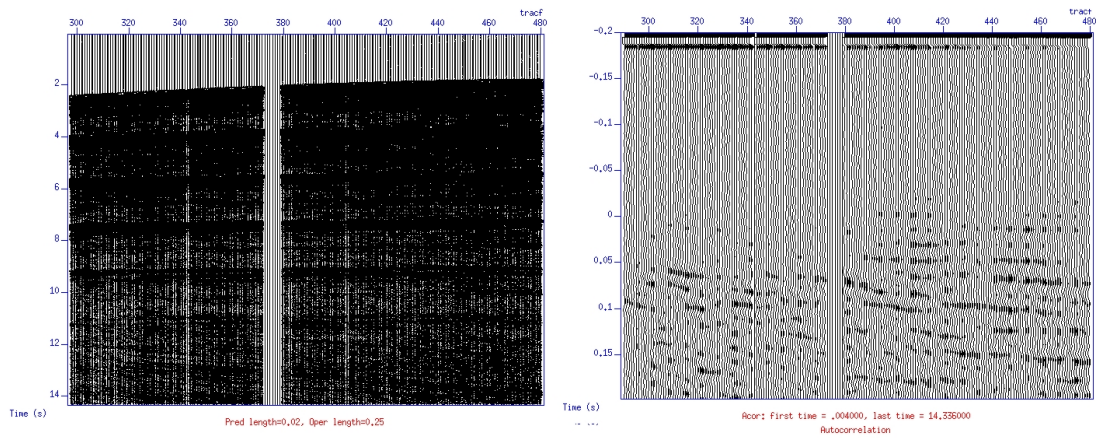 tracf
300 320 340 360 380 400 420 440 460 480
2
4
6
8
10
12
14
Time (s)
Pred length=0.02, Oper length=0.25
tracf
300 320 340 360 380 400 420 440 460 480
-0.2
-0.15
-0.1
-0.05
0
0.05
0.1
0.15
Time (s)
Acor: first time = .004000, last time = 14.336000
Autocorrelation